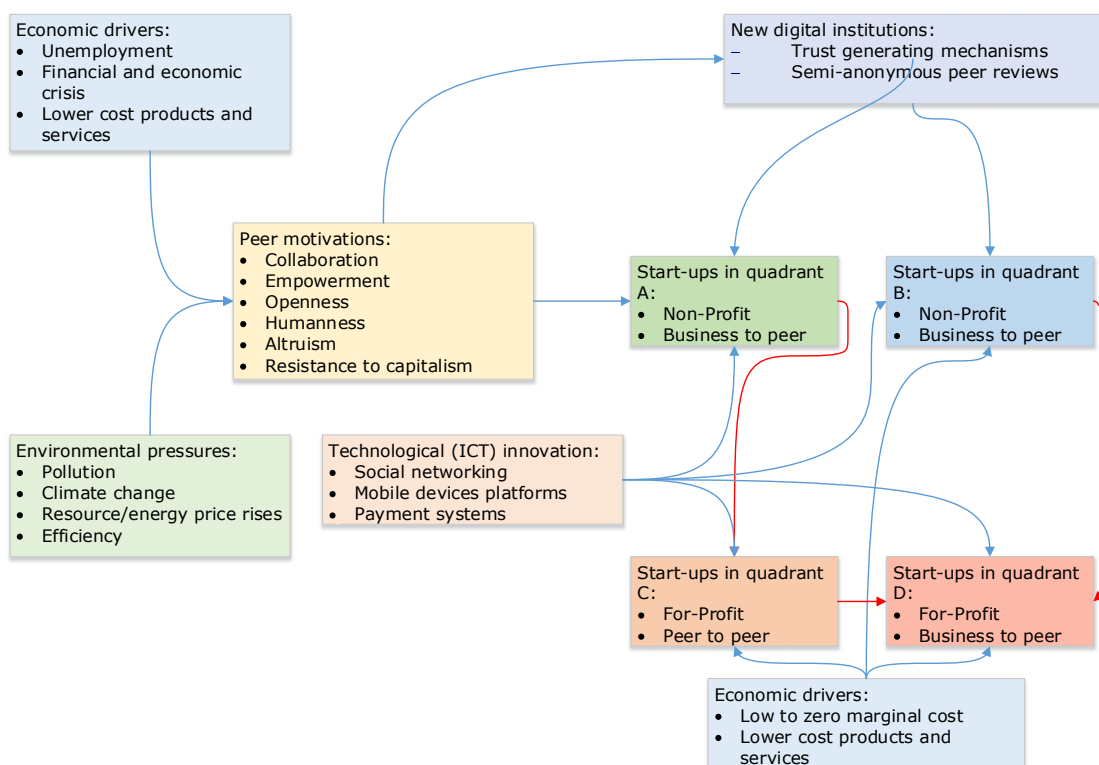 Economic drivers:
• Unemployment
• Financial and economic
crisis
• Lower cost products and
services
New digital institutions:
– Trust generating mechanisms
– Semi-anonymous peer reviews
Peer motivations:
• Collaboration
• Empowerment
• Openness
• Humanness
• Altruism
• Resistance to capitalism
Start-ups in quadrant
A:
• Non-Profit
• Business to peer
Start-ups in quadrant
B:
• Non-Profit
• Business to peer
Environmental pressures:
• Pollution
• Climate change
• Resource/energy price rises
• Efficiency
Technological (ICT) innovation:
• Social networking
• Mobile devices platforms
• Payment systems
Start-ups in quadrant
C:
• For-Profit
• Peer to peer
Start-ups in quadrant
D:
• For-Profit
• Business to peer
Economic drivers:
• Low to zero marginal cost
• Lower cost products and
services